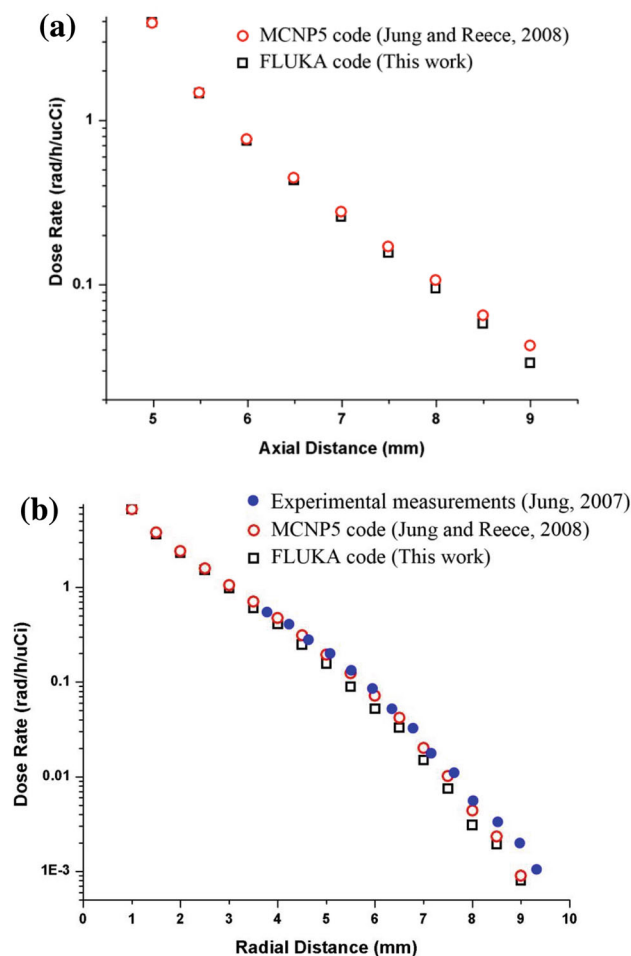 (a)
MCNP5 code (Jung and Reece, 2008)
FLUKA code (This work)
Dose Rate (rad/h/ucCi)
1
0.1
5 6 7 8 9
Axial Distance (mm)
(b)
Experimental measurements (Jung, 2007)
MCNP5 code (Jung and Reece, 2008)
FLUKA code (This work)
Dose Rate (rad/h/uCi)
1
0.1
0.01
1E-3
0 1 2 3 4 5 6 7 8 9 10
Radial Distance (mm)